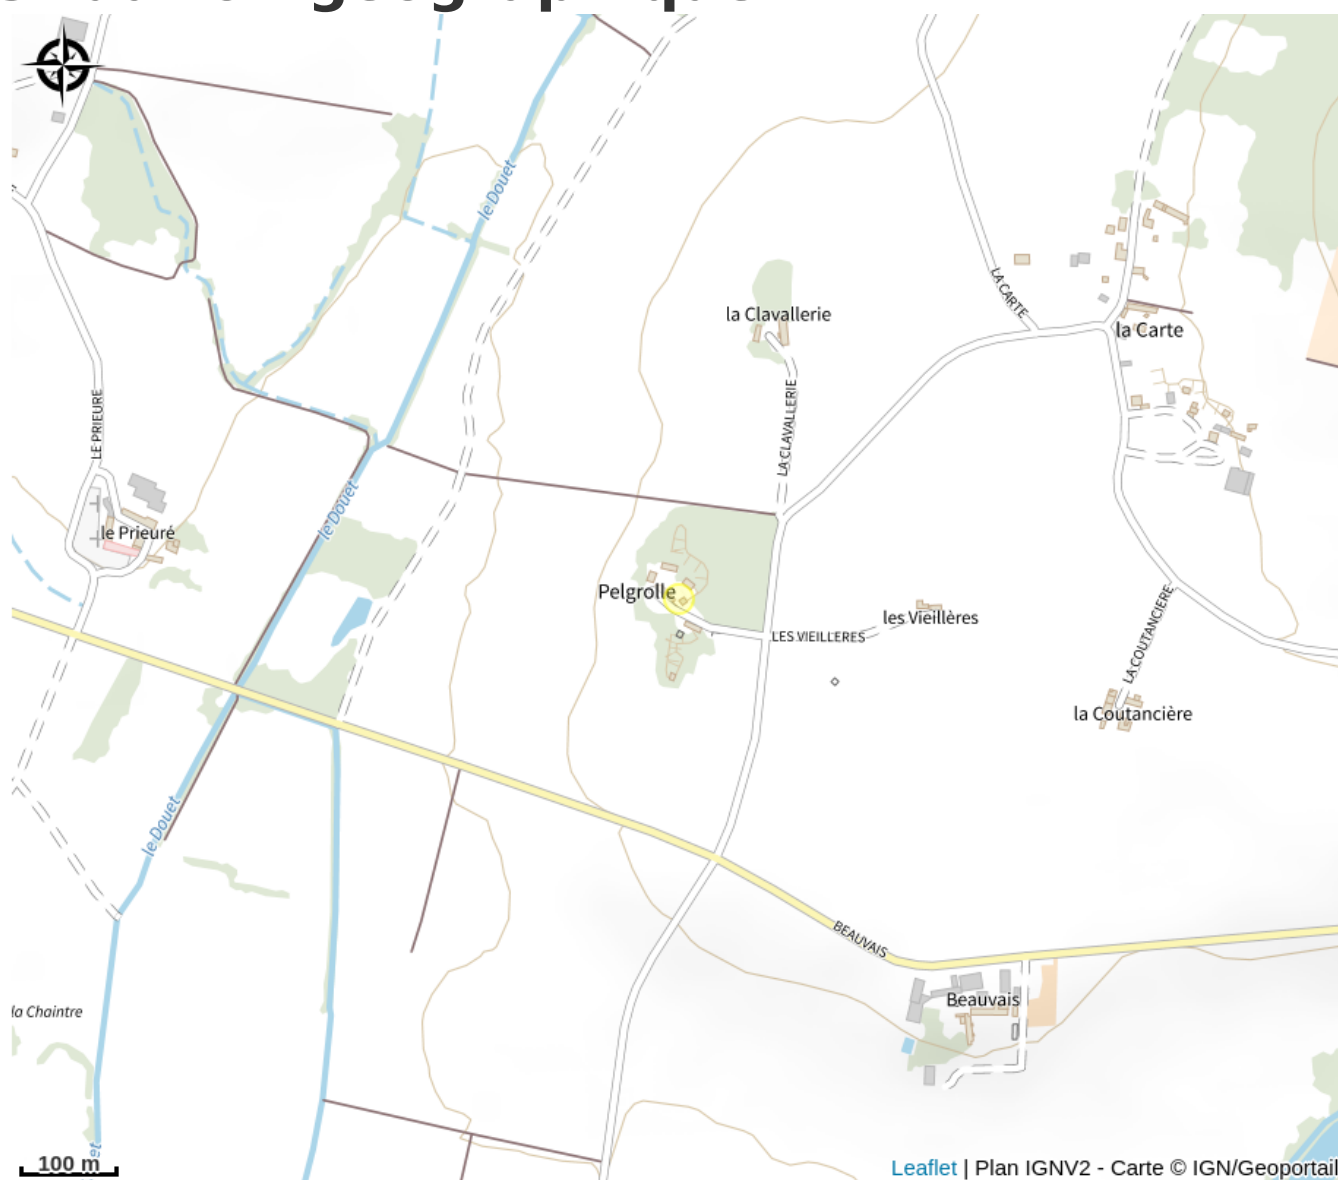 le Douet
la Clavallerie
LA CARTE
la Carte
LE PRIEURE
LA CLAVALLERIE
le Douet
le Prieuré
Pelgrolle
les Vieillères
LES VIEILLERES
LA COUTANCIERE
la Coutancière
le Douet
BEAUVAIS
Beauvais
la Chaintre
et
100 m
Leaflet | Plan IGNV2 - Carte © IGN/Geoportail